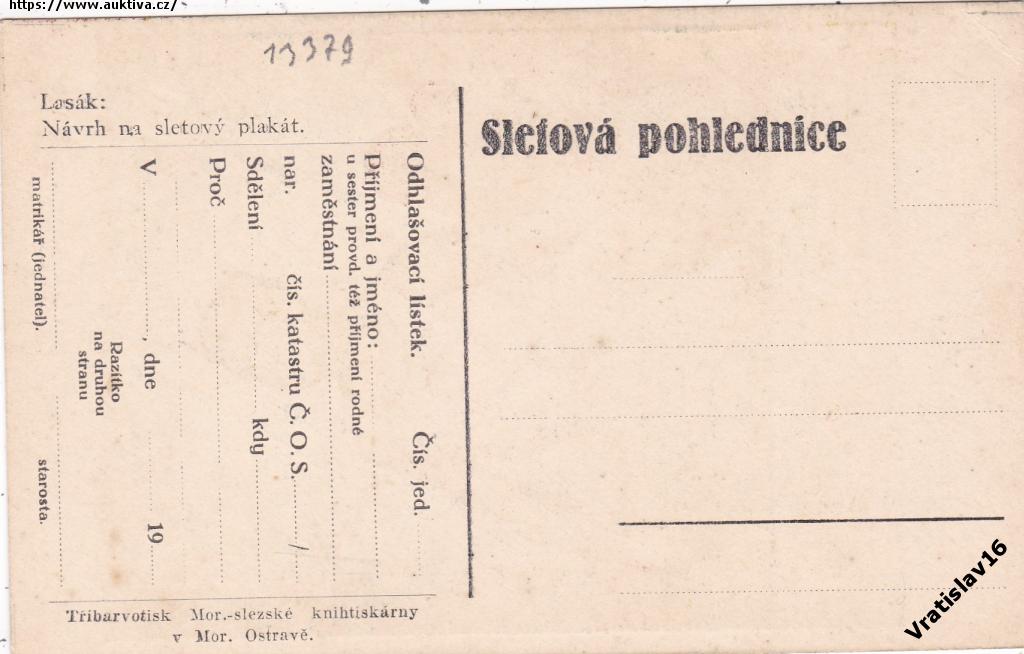 https://www.auktiva.cz/
13379
Lasák:
Návrh na sletový plakát.
Sletová pohlednice
Odhlašovací lístek. Čís. jed.
Příjmení a jméno:
u sester provd. též příjmení rodné
zaměstnání
nar. čís. katastru Č. O. S. /
Sdělení kdy
Proč
V , dne 19
Razítko
na druhou
stranu
matrikář (jednatel). starosta.
Tříbarvotisk Mor.-slezské knihtiskárny
v Mor. Ostravě.
Vratislav16